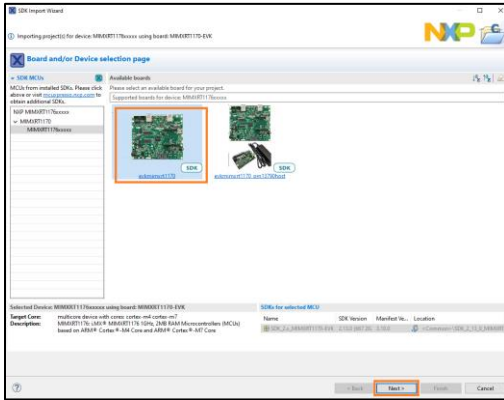 SDK Import Wizard
Importing project(s) for device: MIMXRT1176xxxxx using board: MIMXRT1170-EVK
NXP
Board and/or Device selection page
SDK MCUs
MCUs from installed SDKs. Please click
above or visit mcuxpresso.nxp.com to
obtain additional SDKs.
NXP MIMXRT1176xxxxx
MIMXRT1170
MIMXRT1176xxxxx
Available boards
Please select an available board for your project.
Supported boards for device: MIMXRT1176xxxxx
SDK
evkmimxrt1170
SDK
Selected Device: MIMXRT1176xxxxx using board: MIMXRT1170-EVK
Target Core: multicore device with cores: cortex-m4 cortex-m7
Description: MIMXRT1176: i.MX® MIMXRT1176 1GHz, 2MB RAM Microcontrollers (MCUs)
based on ARM® Cortex®-M4 Core and ARM® Cortex®-M7 Core
SDKs for selected MCU
Name SDK Version Manifest Ve... Location
SDK_2.x_MIMXRT1170-EVK
< Back Next > Finish Cancel